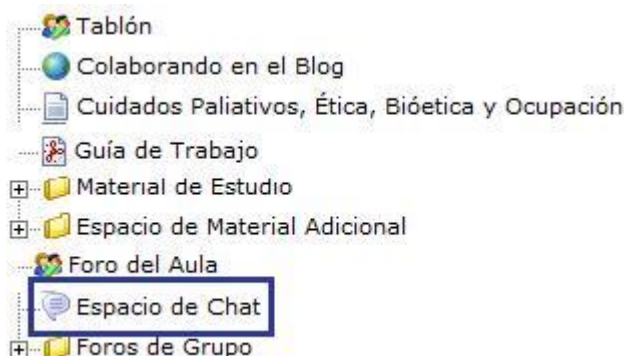 Tablón
Colaborando en el Blog
Cuidados Paliativos, Ética, Bióetica y Ocupación
Guía de Trabajo
Material de Estudio
Espacio de Material Adicional
Foro del Aula
Espacio de Chat
Foros de Grupo